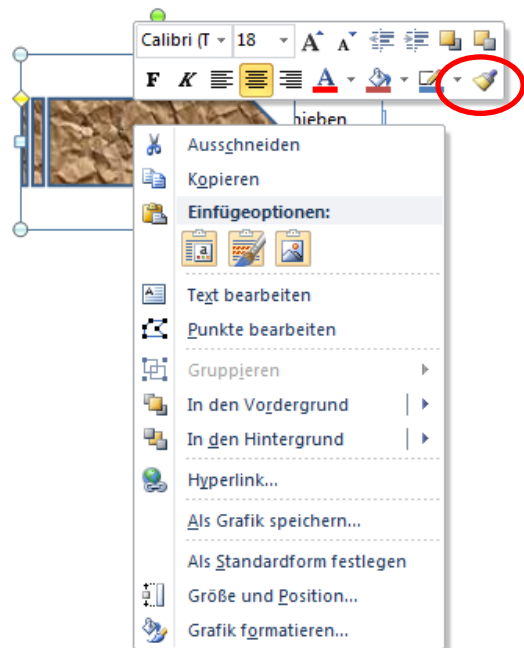 Calibri (T 18 A A
F K A
hieben
Ausschneiden
Kopieren
Einfügeoptionen:
a
Text bearbeiten
Punkte bearbeiten
Gruppieren
In den Vordergrund
In den Hintergrund
Hyperlink...
Als Grafik speichern...
Als Standardform festlegen
Größe und Position...
Grafik formatieren...